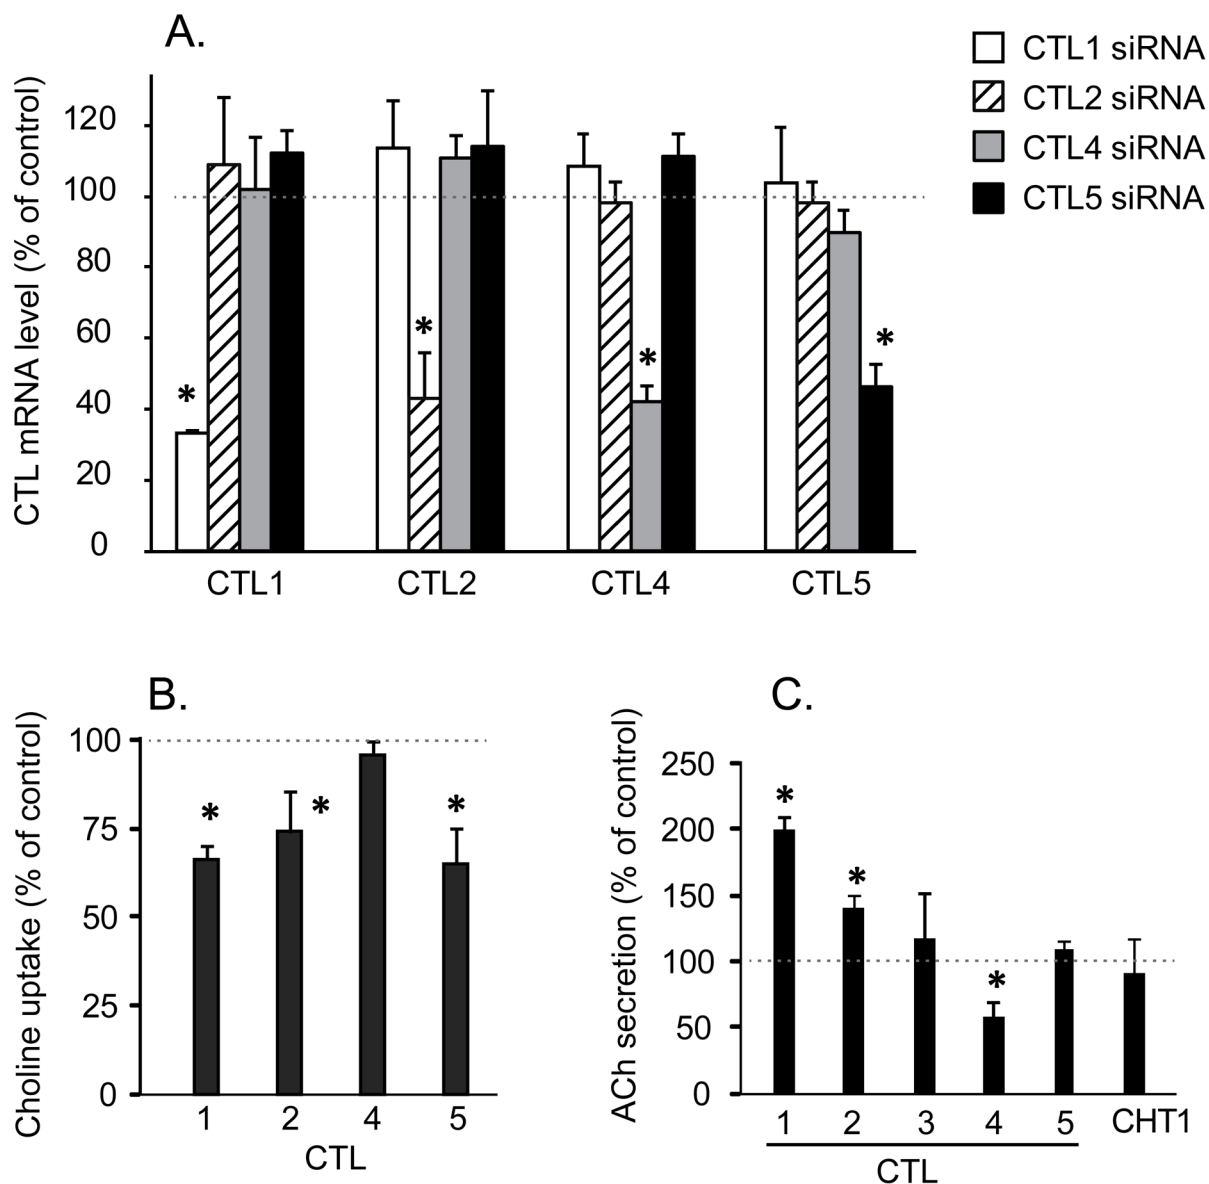 A.
CTL1 siRNA
CTL2 siRNA
CTL4 siRNA
CTL5 siRNA
CTL mRNA level (% of control)
120
100
80
60
40
20
0
*
*
*
*
CTL1 CTL2 CTL4 CTL5
B.
Choline uptake (% of control)
100
75
50
25
0
* * *
1 2 4 5
CTL
C.
ACh secretion (% of control)
250
200
150
100
50
0
*
*
*
1 2 3 4 5 CHT1
CTL